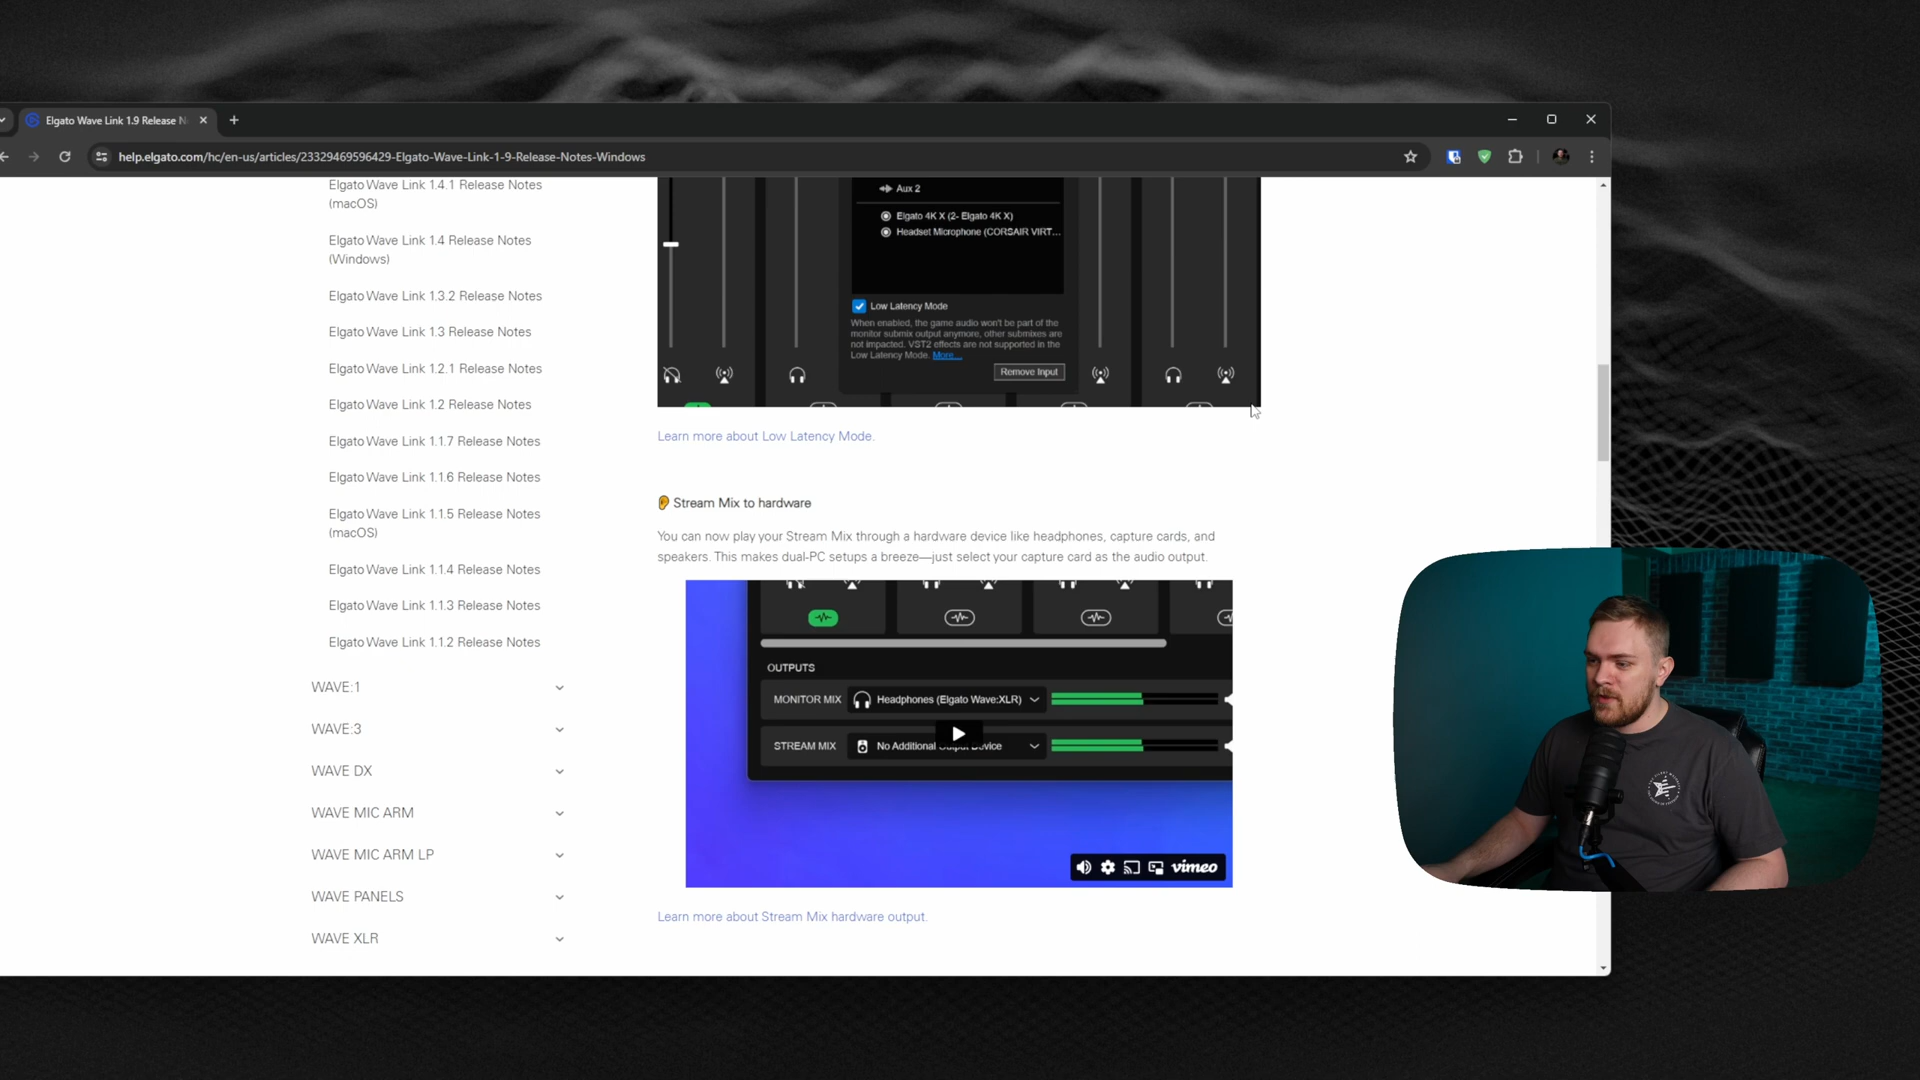 Elgato Wave Link 1.9 Release N
help.elgato.com/hc/en-us/articles/23329469596429-Elgato-Wave-Link-1-9-Release-Notes-Windows
Elgato Wave Link 1.4.1 Release Notes
(macOS)
Elgato Wave Link 1.4 Release Notes
(Windows)
Elgato Wave Link 1.3.2 Release Notes
Elgato Wave Link 1.3 Release Notes
Elgato Wave Link 1.2.1 Release Notes
Elgato Wave Link 1.2 Release Notes
Elgato Wave Link 1.1.7 Release Notes
Elgato Wave Link 1.1.6 Release Notes
Elgato Wave Link 1.1.5 Release Notes
(macOS)
Elgato Wave Link 1.1.4 Release Notes
Elgato Wave Link 1.1.3 Release Notes
Elgato Wave Link 1.1.2 Release Notes
WAVE:1
WAVE:3
WAVE DX
WAVE MIC ARM
WAVE MIC ARM LP
WAVE PANELS
WAVE XLR
Aux 2
Elgato 4K X (2- Elgato 4K X)
Headset Microphone (CORSAIR VIRT...
Low Latency Mode
When enabled, the game audio won't be part of the
monitor submix output anymore, other submixes are
not impacted. VST2 effects are not supported in the
Low Latency Mode. More...
Remove Input
Learn more about Low Latency Mode.
Stream Mix to hardware
You can now play your Stream Mix through a hardware device like headphones, capture cards, and
speakers. This makes dual-PC setups a breeze—just select your capture card as the audio output.
OUTPUTS
MONITOR MIX Headphones (Elgato Wave:XLR)
STREAM MIX No Additional Output Device
vimeo
Learn more about Stream Mix hardware output.